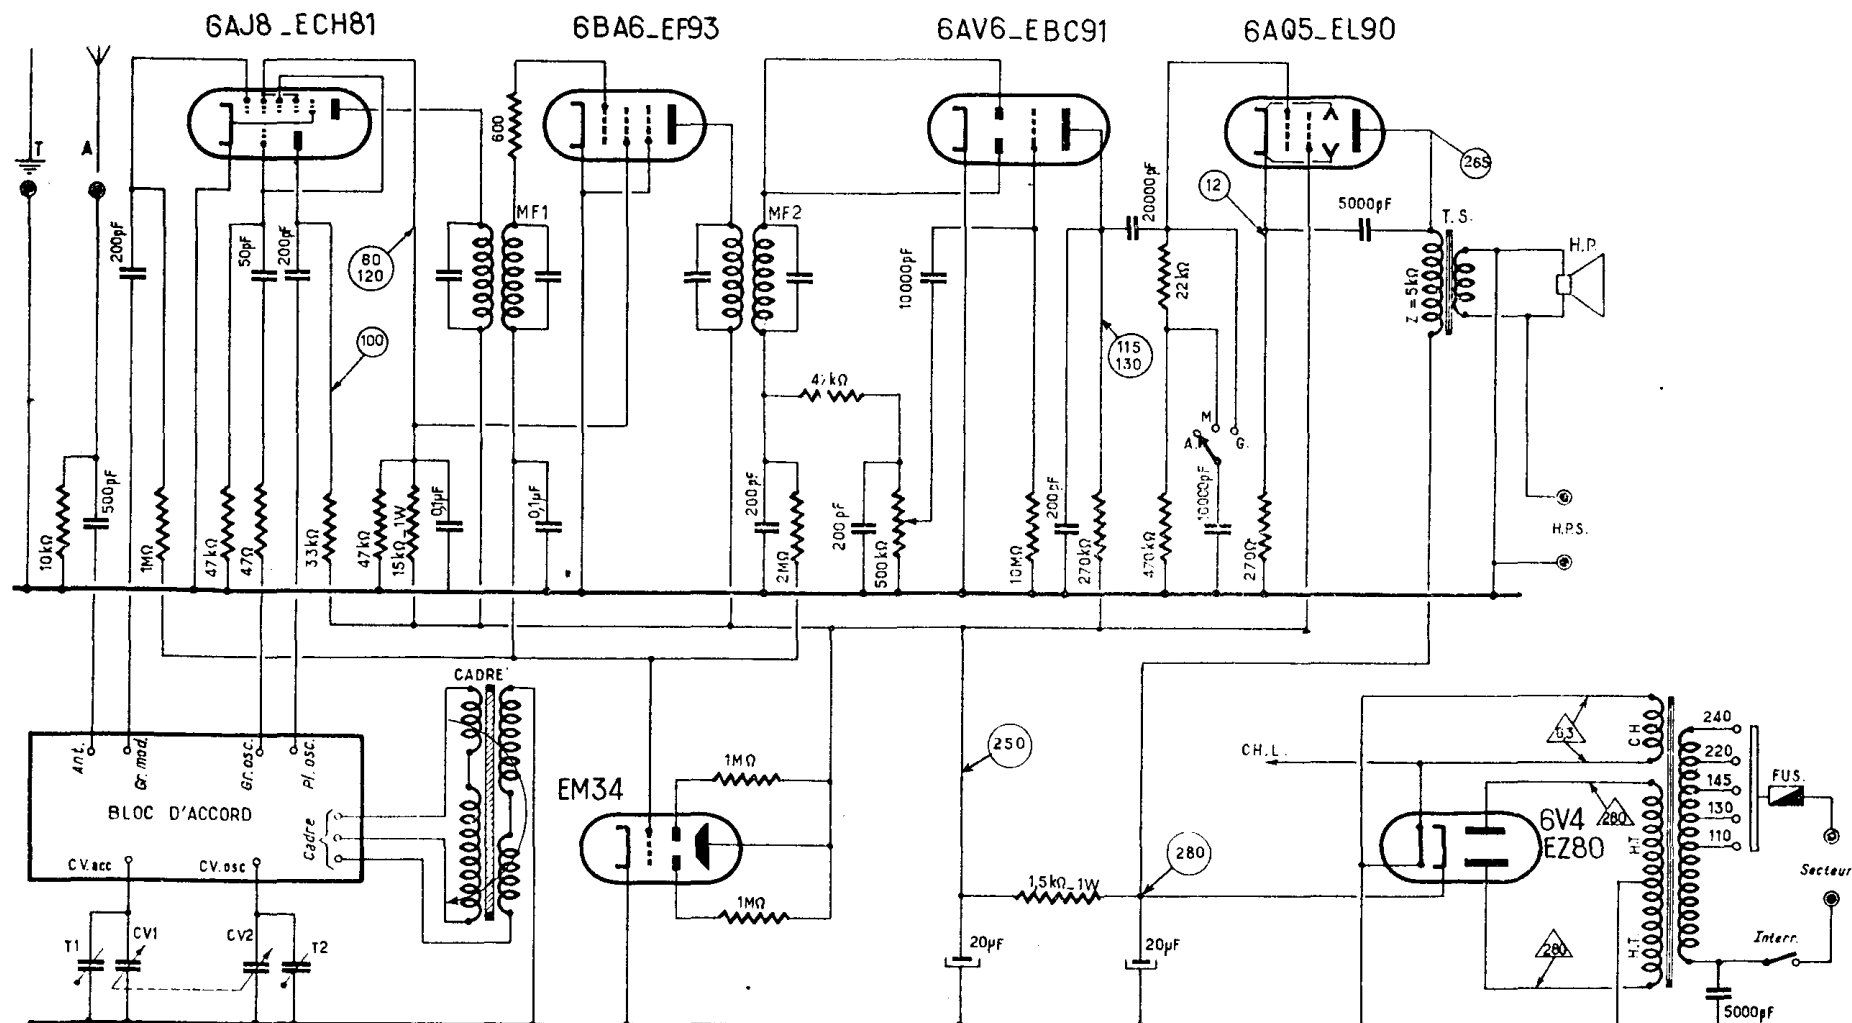 6AJ8_ECH81
6BA6_EF93
6AV6_EBC91
6AQ5_EL90
T
A
200pF
50pF
200pF
80
120
100
600
MF1
MF2
10000pF
20000pF
22kΩ
12
265
5000pF
T.S.
Z=5kΩ
H.P.
115
130
M
A.
G.
10kΩ
500pF
1MΩ
47kΩ
47Ω
33kΩ
47kΩ
15kΩ_1W
0,1µF
0,1µF
200pF
2MΩ
200pF
500kΩ
10MΩ
200pF
270kΩ
470kΩ
10000pF
270Ω
H.P.S.
CADRE
Ant.
Gr.mod.
Gr.osc.
Pl.osc.
Cadre
BLOC D'ACCORD
CV.acc
CV.osc
T1
CV1
CV2
T2
EM34
1MΩ
1MΩ
250
1,5kΩ_1W
280
20µF
20µF
CH.L.
CH
H.T.
H.T.
280
280
6V4
EZ80
240
220
145
130
110
FUS.
Secteur
Interr.
5000pF